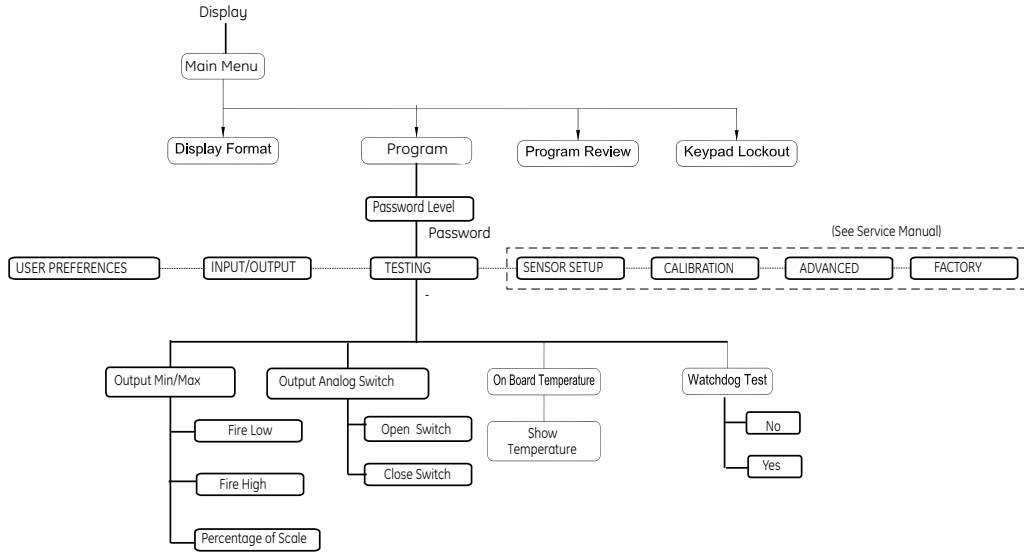 Display
Main Menu
Display Format
Program
Program Review
Keypad Lockout
Password Level
Password
(See Service Manual)
USER PREFERENCES
INPUT/OUTPUT
TESTING
SENSOR SETUP
CALIBRATION
ADVANCED
FACTORY
-
Output Min/Max
Output Analog Switch
On Board Temperature
Watchdog Test
Fire Low
Open Switch
Show
Temperature
No
Fire High
Close Switch
Yes
Percentage of Scale